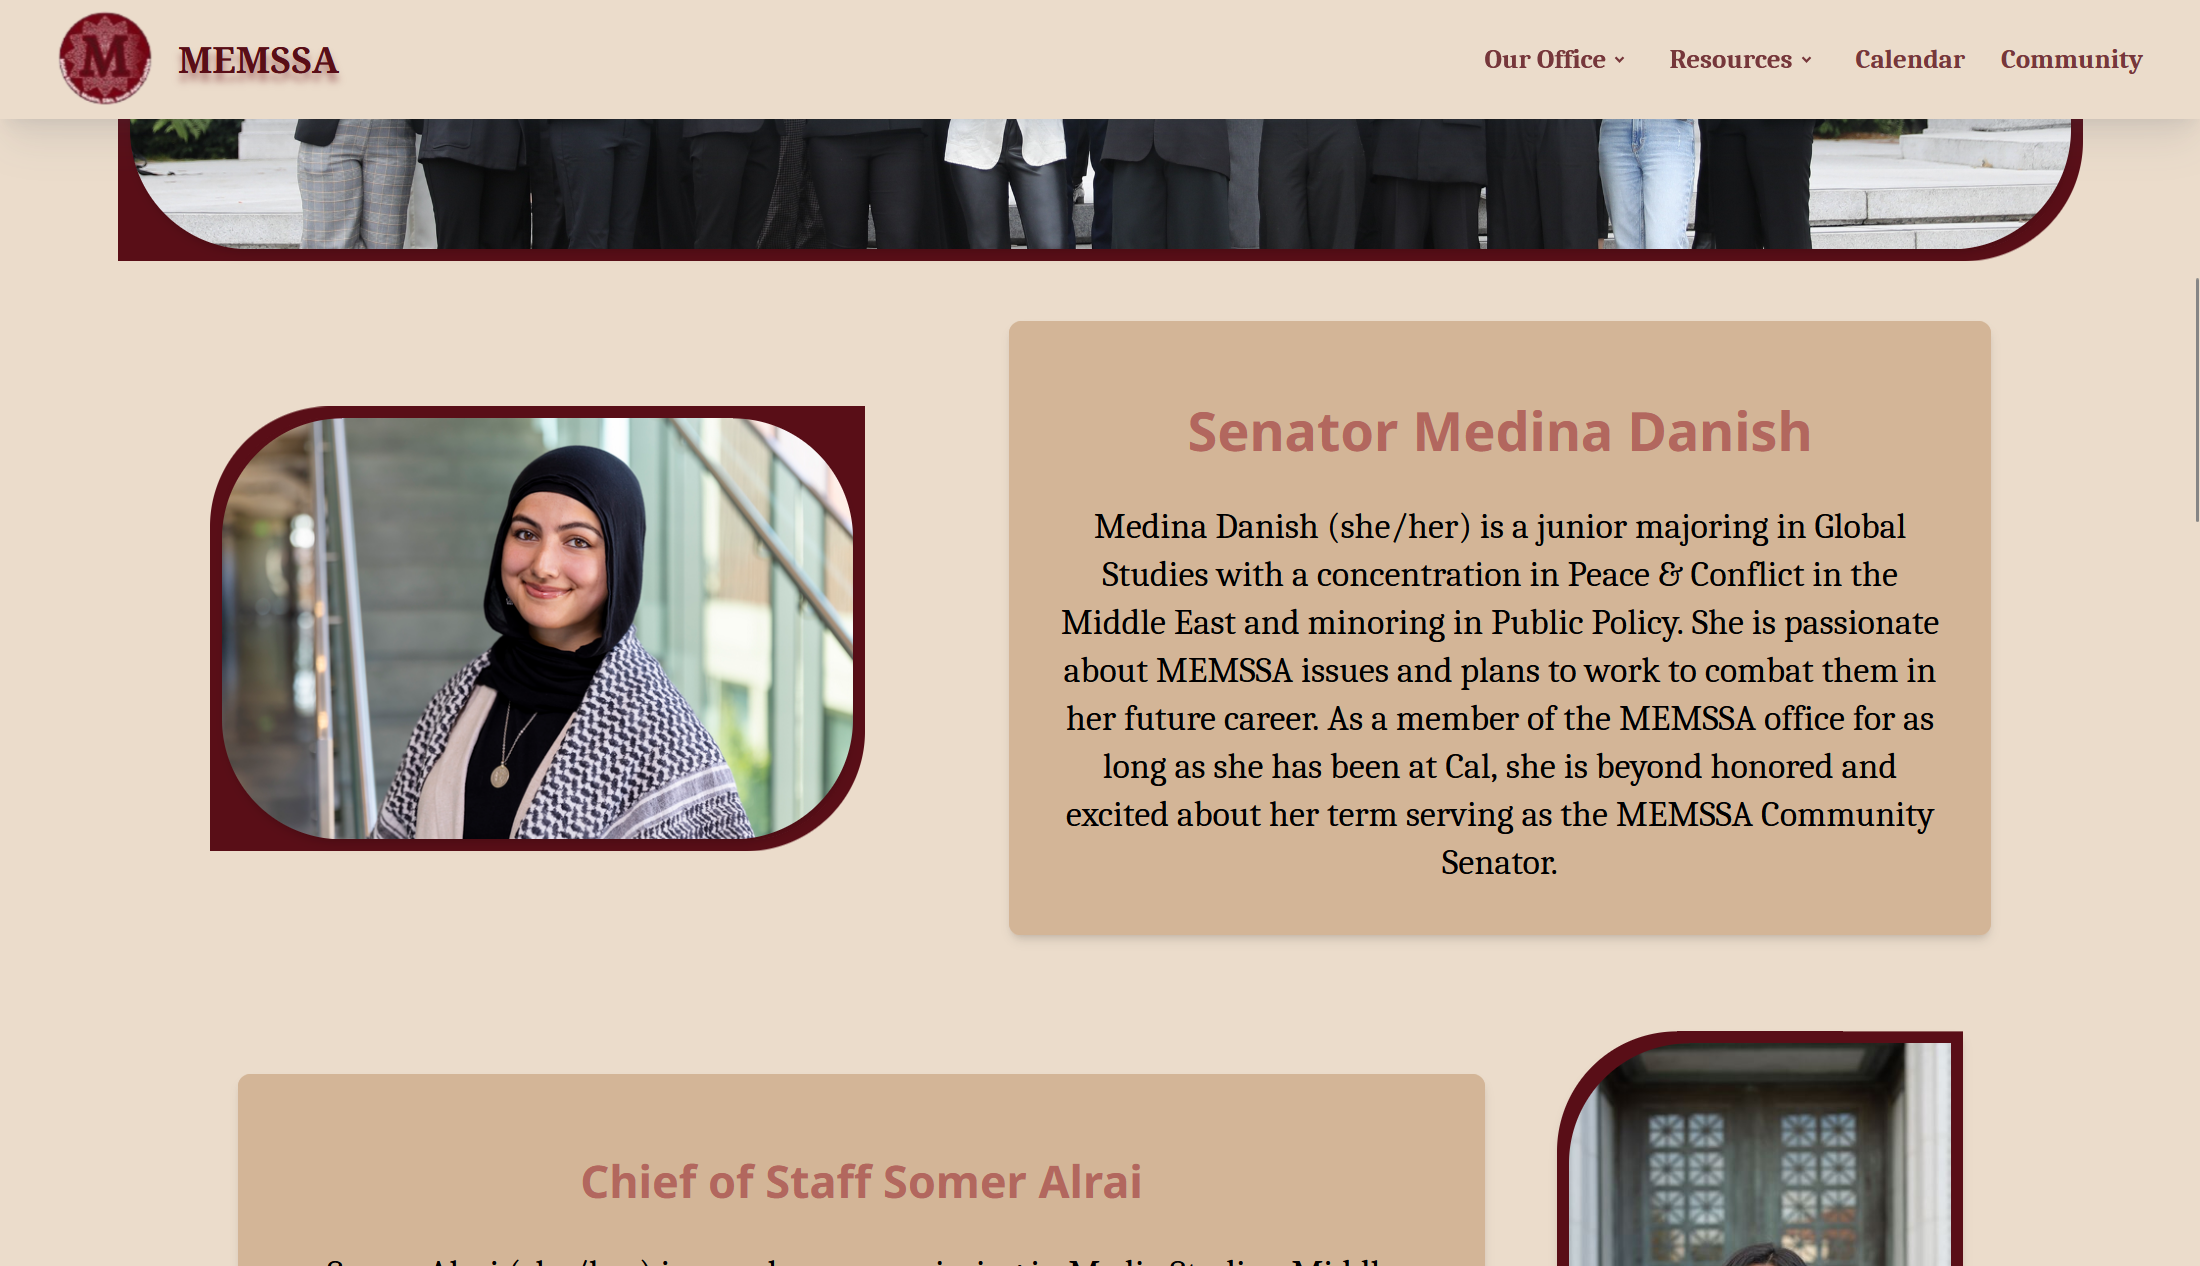 MEMSSA
Our Office
Resources
Calendar
Community
Senator Medina Danish
Medina Danish (she/her) is a junior majoring in Global
Studies with a concentration in Peace & Conflict in the
Middle East and minoring in Public Policy. She is passionate
about MEMSSA issues and plans to work to combat them in
her future career. As a member of the MEMSSA office for as
long as she has been at Cal, she is beyond honored and
excited about her term serving as the MEMSSA Community
Senator.
Chief of Staff Somer Alrai